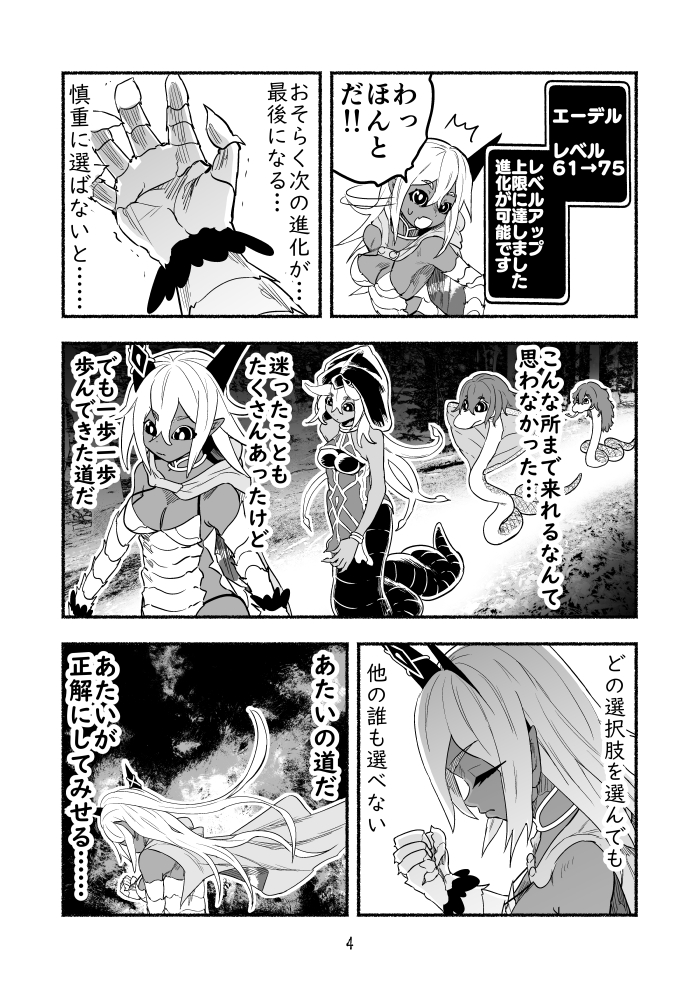 エーデル
レベル
61→75
レベルアップ
上限に達しました
進化が可能です
わっ
ほんと
だ!!
おそらく次の進化が…
最後になる…
慎重に選ばないと……
こんな所まで来れるなんて
思わなかった…
迷ったことも
たくさんあったけど
でも一歩一歩
歩んできた道だ
どの選択肢を選んでも
他の誰も選べない
あたいの道だ
あたいが
正解にしてみせる……
4